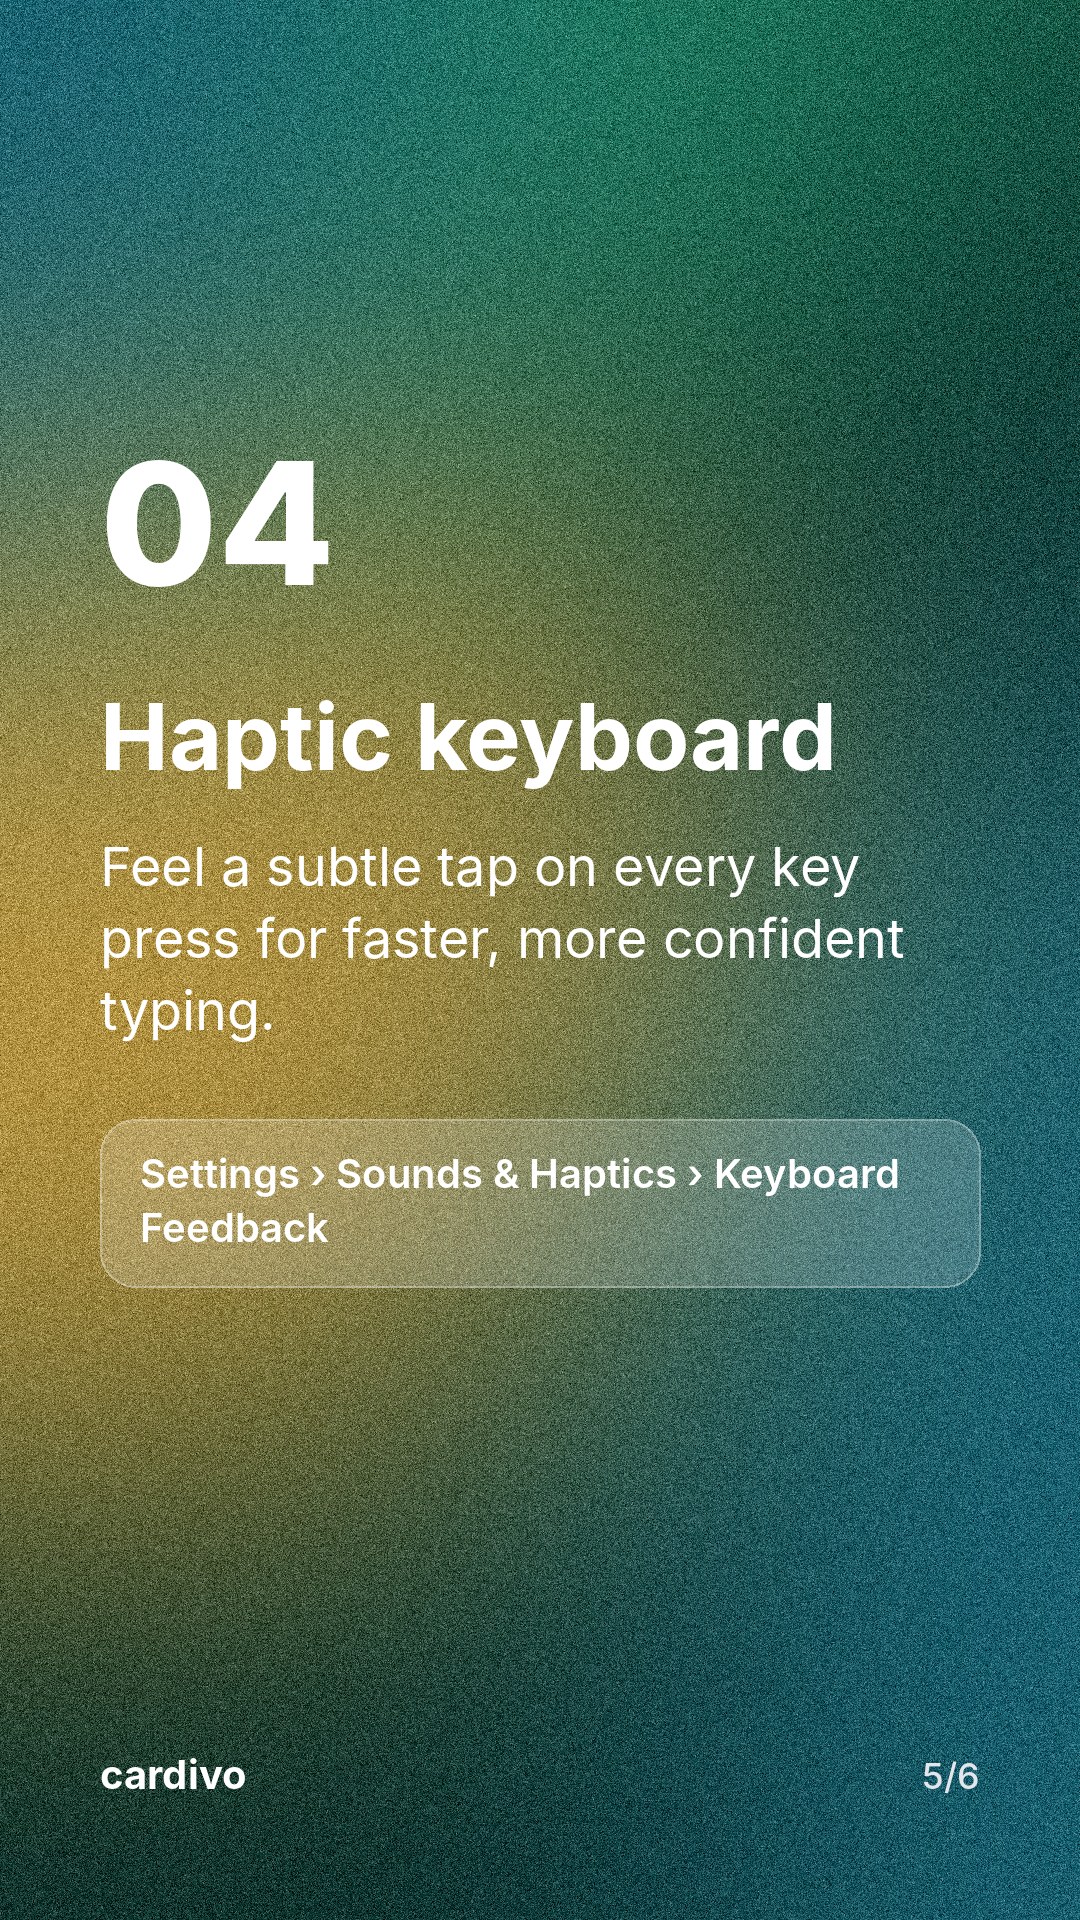 04
Haptic keyboard
Feel a subtle tap on every key
press for faster, more confident
typing.
Settings › Sounds & Haptics › Keyboard
Feedback
cardivo
5/6